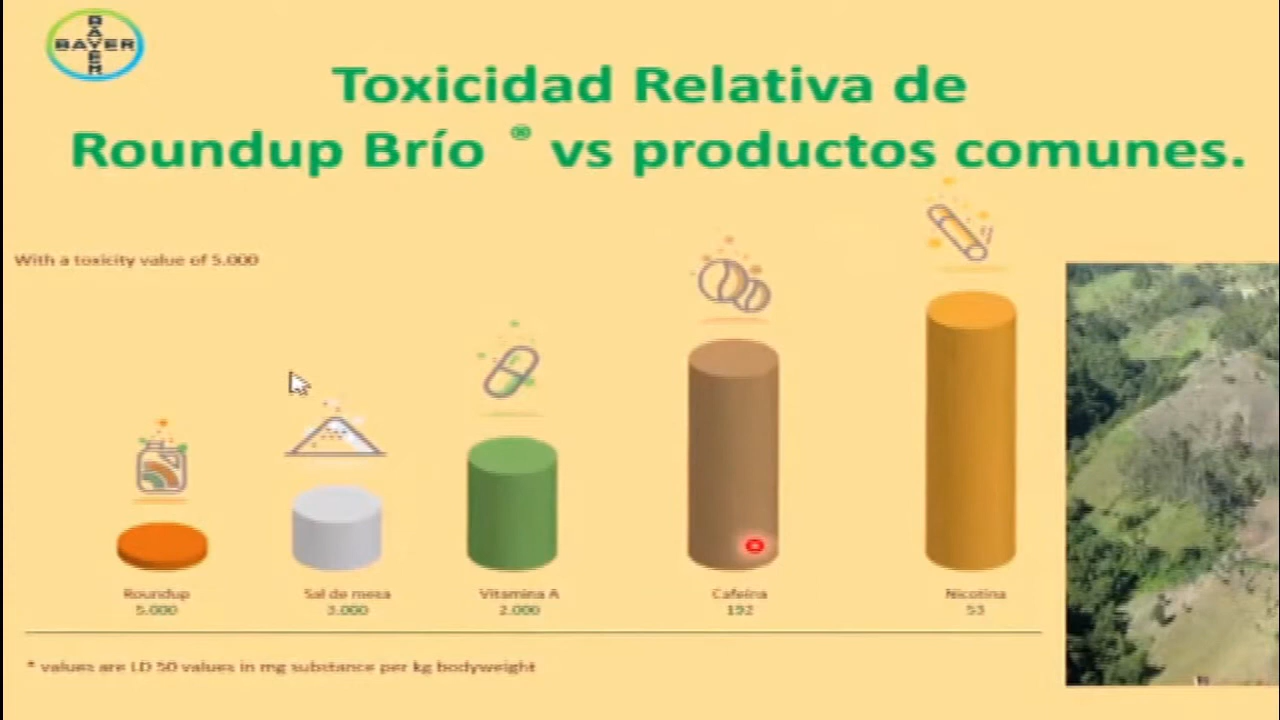 BAYER
BAYER
Toxicidad Relativa de
Roundup Brío ® vs productos comunes.
With a toxicity value of 5.000
Roundup
5.000
Sal de mesa
3.000
Vitamina A
2.000
Cafeína
192
Nicotina
53
* values are LD 50 values in mg substance per kg bodyweight